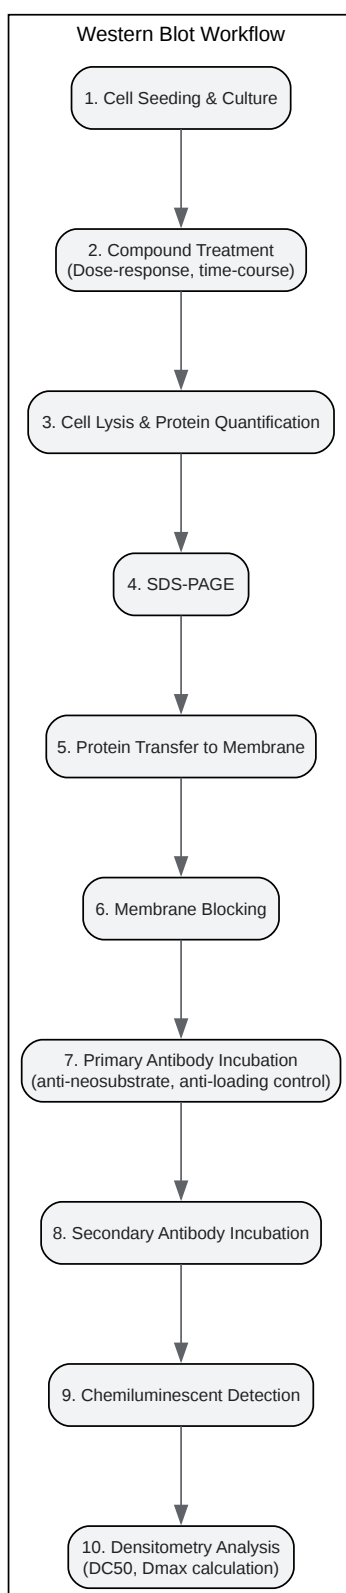 Western Blot Workflow
1. Cell Seeding & Culture
2. Compound Treatment
(Dose-response, time-course)
3. Cell Lysis & Protein Quantification
4. SDS-PAGE
5. Protein Transfer to Membrane
6. Membrane Blocking
7. Primary Antibody Incubation
(anti-neosubstrate, anti-loading control)
8. Secondary Antibody Incubation
9. Chemiluminescent Detection
10. Densitometry Analysis
(DC50, Dmax calculation)